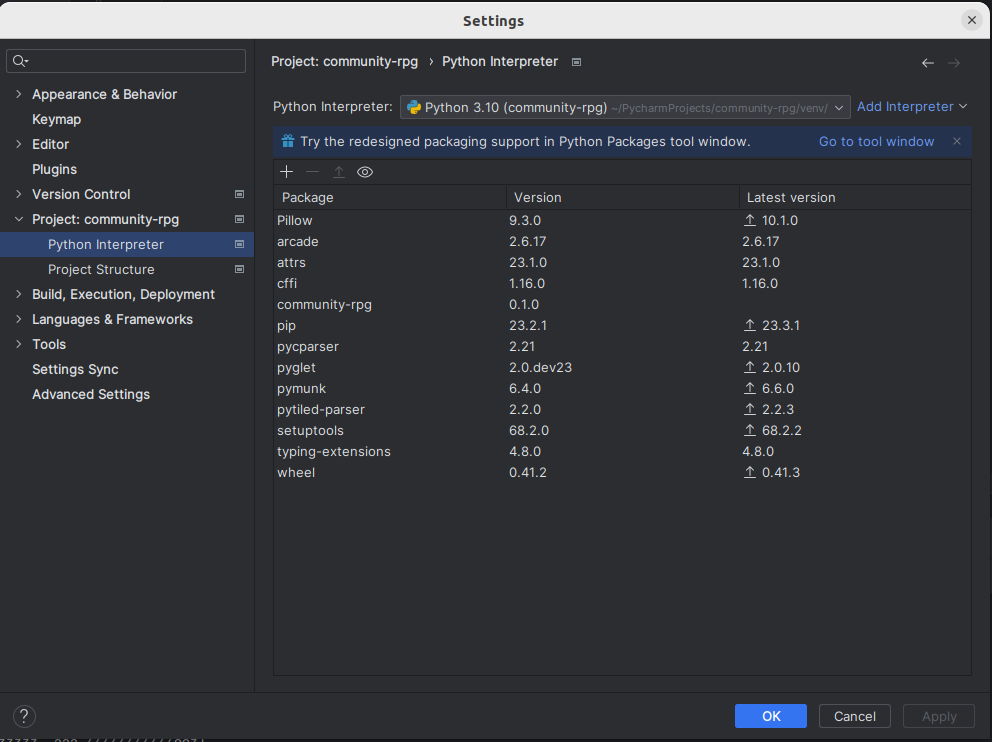 Settings
Project: community-rpg › Python Interpreter
Appearance & Behavior
Keymap
Editor
Plugins
Version Control
Project: community-rpg
Python Interpreter
Project Structure
Build, Execution, Deployment
Languages & Frameworks
Tools
Settings Sync
Advanced Settings
Python Interpreter: Python 3.10 (community-rpg) ~/PycharmProjects/community-rpg/venv/ Add Interpreter
Try the redesigned packaging support in Python Packages tool window. Go to tool window
Package Version Latest version
Pillow 9.3.0 10.1.0
arcade 2.6.17 2.6.17
attrs 23.1.0 23.1.0
cffi 1.16.0 1.16.0
community-rpg 0.1.0
pip 23.2.1 23.3.1
pycparser 2.21 2.21
pyglet 2.0.dev23 2.0.10
pymunk 6.4.0 6.6.0
pytiled-parser 2.2.0 2.2.3
setuptools 68.2.0 68.2.2
typing-extensions 4.8.0 4.8.0
wheel 0.41.2 0.41.3
? OK Cancel Apply